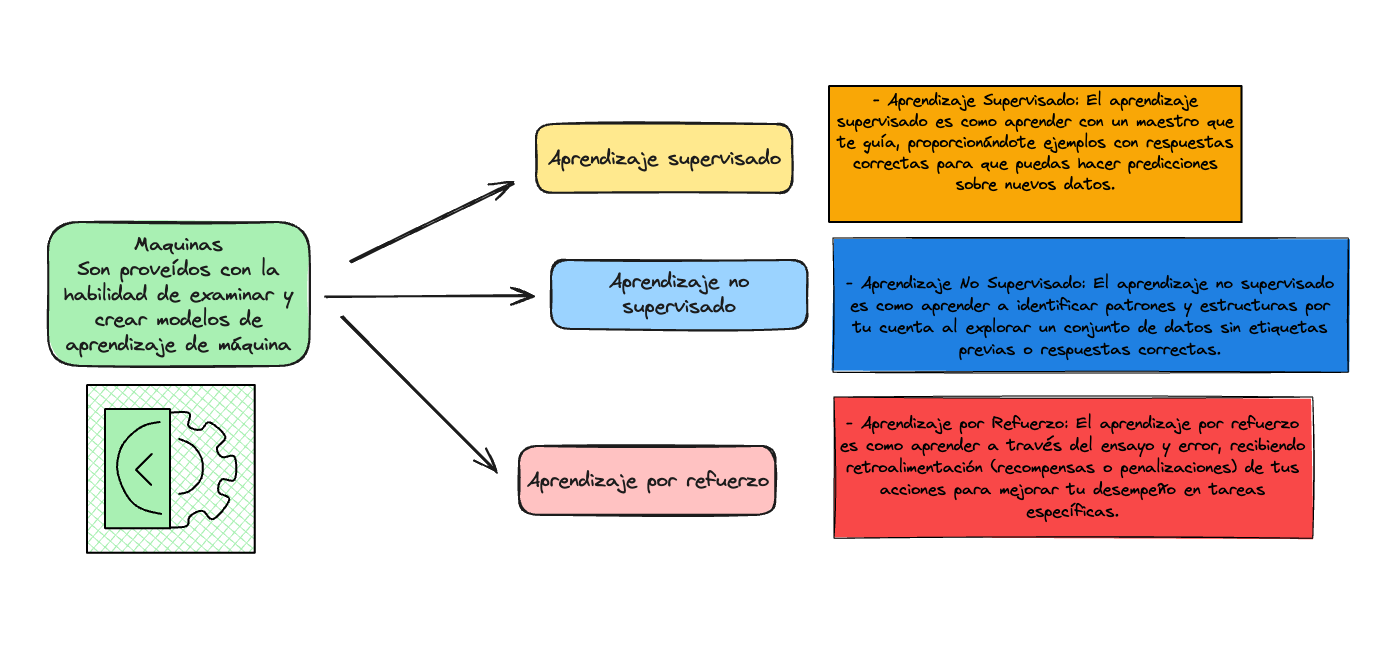 Maquinas
Son proveídos con la
habilidad de examinar y
crear modelos de
aprendizaje de máquina
Aprendizaje supervisado
- Aprendizaje Supervisado: El aprendizaje
supervisado es como aprender con un maestro que
te guía, proporcionándote ejemplos con respuestas
correctas para que puedas hacer predicciones
sobre nuevos datos.
Aprendizaje no
supervisado
- Aprendizaje No Supervisado: El aprendizaje no supervisado
es como aprender a identificar patrones y estructuras por
tu cuenta al explorar un conjunto de datos sin etiquetas
previas o respuestas correctas.
Aprendizaje por refuerzo
- Aprendizaje por Refuerzo: El aprendizaje por refuerzo
es como aprender a través del ensayo y error, recibiendo
retroalimentación (recompensas o penalizaciones) de tus
acciones para mejorar tu desempeño en tareas
específicas.